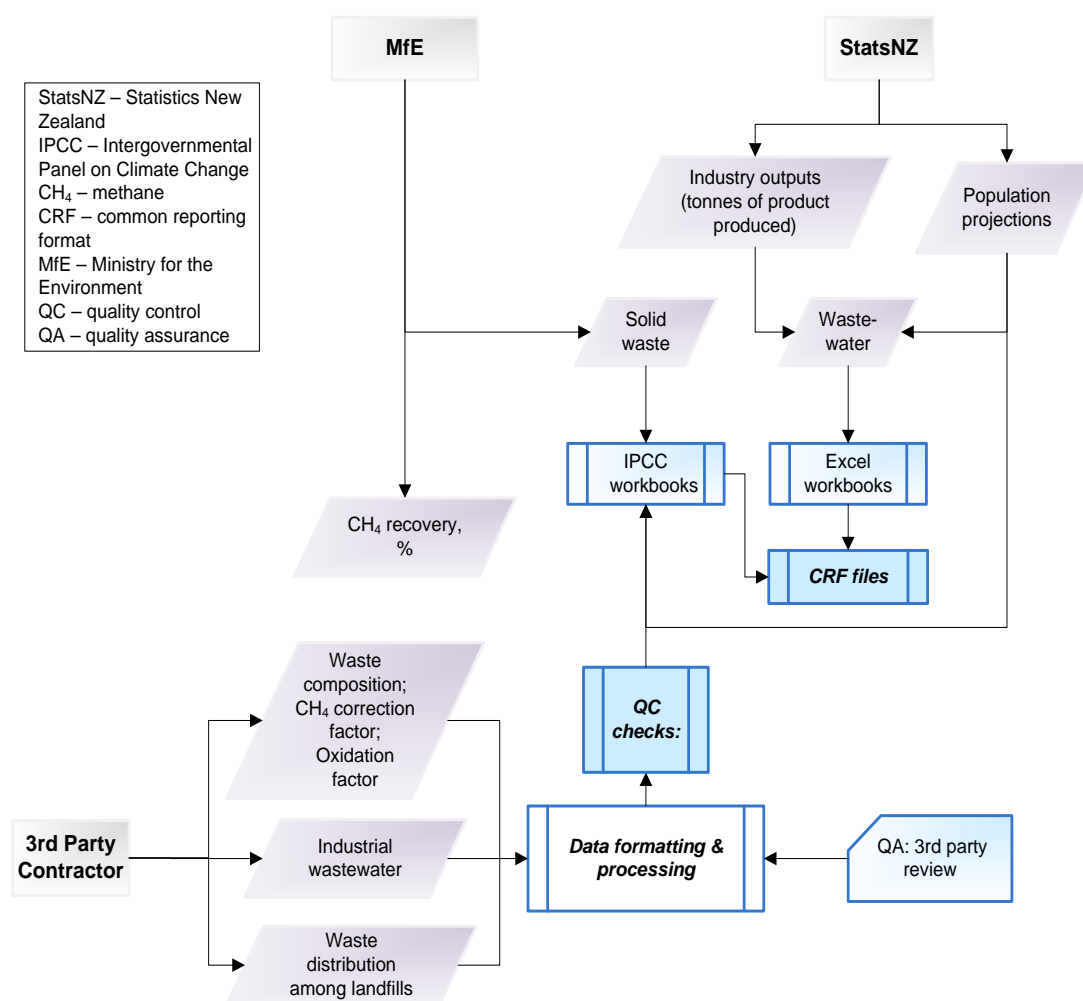 MfE
StatsNZ
StatsNZ – Statistics New
Zealand
IPCC – Intergovernmental
Panel on Climate Change
CH₄ – methane
CRF – common reporting
format
MfE – Ministry for the
Environment
QC – quality control
QA – quality assurance
Industry outputs
(tonnes of product
produced)
Population
projections
Solid
waste
Waste-
water
IPCC
workbooks
Excel
workbooks
CH₄ recovery,
%
CRF files
Waste
composition;
CH₄ correction
factor;
Oxidation
factor
QC
checks:
3rd Party
Contractor
Industrial
wastewater
Data formatting &
processing
QA: 3rd party
review
Waste
distribution
among landfills